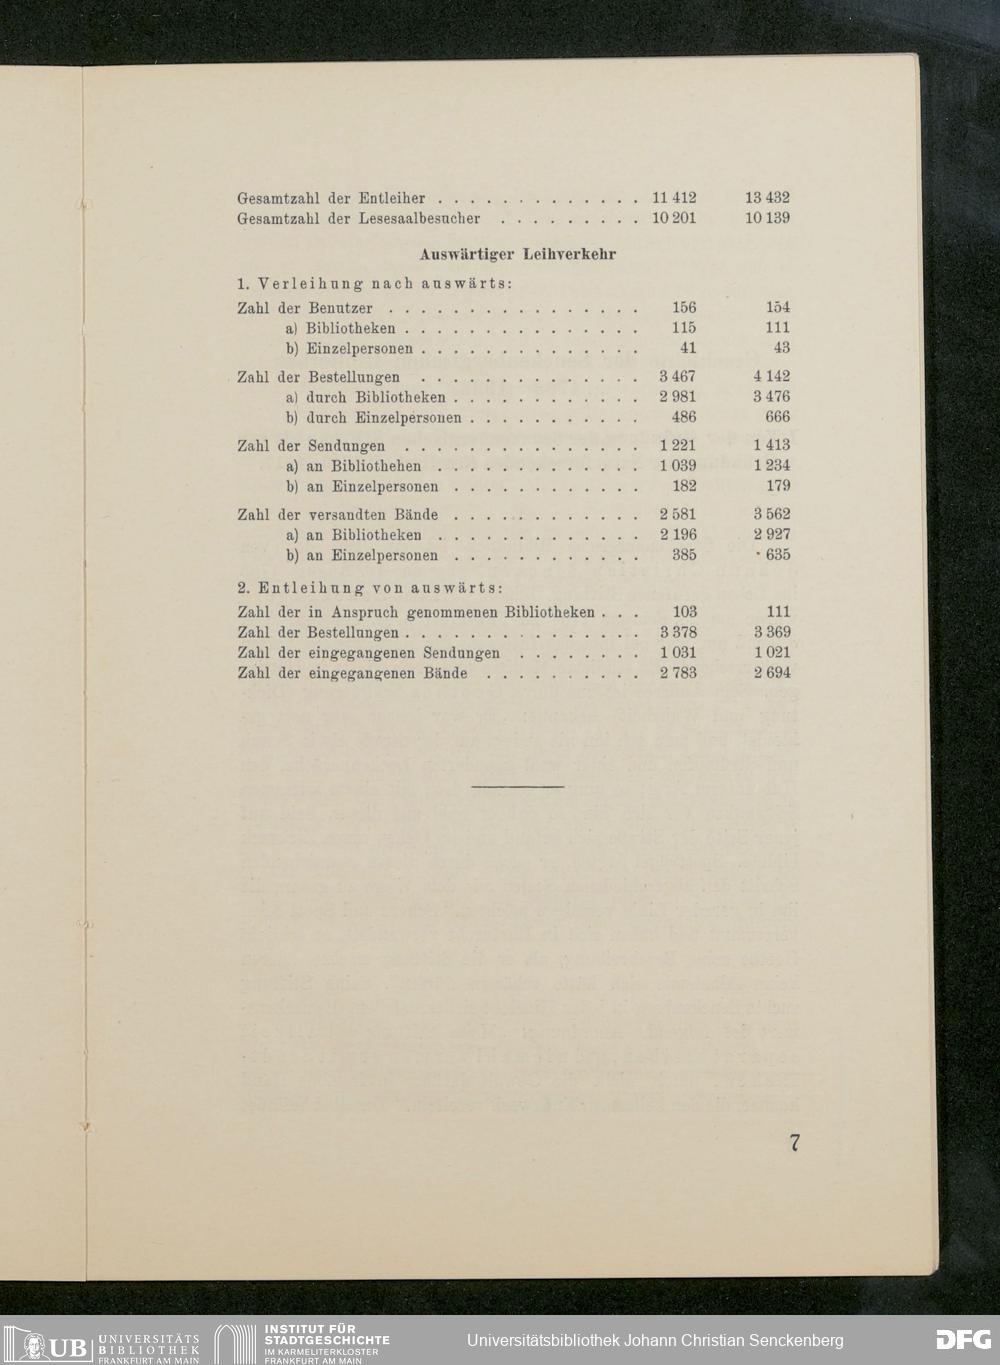 Gesamtzahl der Entleiher . . . . . . . . . . . . . 11 412 13 432
Gesamtzahl der Lesesaalbesucher . . . . . . . . . 10 201 10 139
Auswärtiger Leihverkehr
1. Verleihung nach auswärts:
Zahl der Benutzer . . . . . . . . . . . . . . . . 156 154
a) Bibliotheken . . . . . . . . . . . . . . . 115 111
b) Einzelpersonen . . . . . . . . . . . . . . 41 43
Zahl der Bestellungen . . . . . . . . . . . . . . 3 467 4 142
a) durch Bibliotheken . . . . . . . . . . . . 2 981 3 476
b) durch Einzelpersonen . . . . . . . . . . . 486 666
Zahl der Sendungen . . . . . . . . . . . . . . . 1 221 1 413
a) an Bibliothehen . . . . . . . . . . . . . 1 039 1 234
b) an Einzelpersonen . . . . . . . . . . . . 182 179
Zahl der versandten Bände . . . . . . . . . . . . 2 581 3 562
a) an Bibliotheken . . . . . . . . . . . . . 2 196 2 927
b) an Einzelpersonen . . . . . . . . . . . . 385 635
2. Entleihung von auswärts:
Zahl der in Anspruch genommenen Bibliotheken . . . 103 111
Zahl der Bestellungen . . . . . . . . . . . . . . . 3 378 3 369
Zahl der eingegangenen Sendungen . . . . . . . . 1 031 1 021
Zahl der eingegangenen Bände . . . . . . . . . . 2 783 2 694
7
UB UNIVERSITÄTS
BIBLIOTHEK
FRANKFURT AM MAIN
INSTITUT FÜR
STADTGESCHICHTE
IM KARMELITERKLOSTER
FRANKFURT AM MAIN
Universitätsbibliothek Johann Christian Senckenberg
DFG